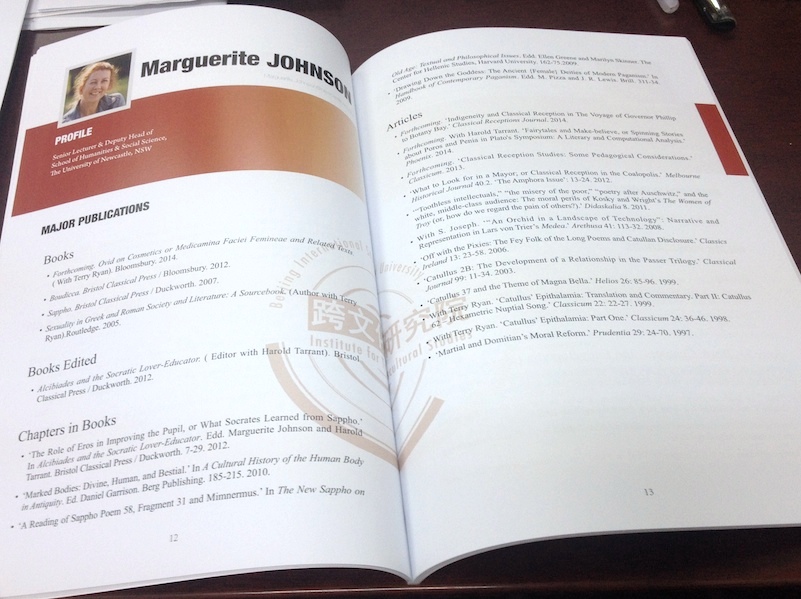 Marguerite JOHNSON
PROFILE
Senior Lecturer & Deputy Head of
School of Humanities & Social Science,
The University of Newcastle, NSW
MAJOR PUBLICATIONS
Books
• Forthcoming. Ovid on Cosmetics or Medicamina Faciei Femineae and Related Texts
( With Terry Ryan). Bloomsbury. 2014.
• Boudicca. Bristol Classical Press / Bloomsbury. 2012.
• Sappho. Bristol Classical Press / Duckworth. 2007.
• Sexuality in Greek and Roman Society and Literature: A Sourcebook. (Author with Terry
Ryan).Routledge. 2005.
Books Edited
• Alcibiades and the Socratic Lover-Educator. ( Editor with Harold Tarrant). Bristol
Classical Press / Duckworth. 2012.
Chapters in Books
• ‘The Role of Eros in Improving the Pupil, or What Socrates Learned from Sappho.’
In Alcibiades and the Socratic Lover-Educator. Edd. Marguerite Johnson and Harold
Tarrant. Bristol Classical Press / Duckworth. 7-29. 2012.
• ‘Marked Bodies: Divine, Human, and Bestial.’ In A Cultural History of the Human Body
in Antiquity. Ed. Daniel Garrison. Berg Publishing. 185-215. 2010.
• ‘A Reading of Sappho Poem 58, Fragment 31 and Mimnermus.’ In The New Sappho on
12
Old Age: Textual and Philosophical Issues. Edd. Ellen Greene and Marilyn Skinner. The
Center for Hellenic Studies, Harvard University. 162-75.2009.
• ‘Drawing Down the Goddess: The Ancient (Female) Deities of Modern Paganism.’ In
Handbook of Contemporary Paganism. Edd. M. Pizza and J. R. Lewis. Brill. 311-34.
2009.
Articles
• Forthcoming. ‘Indigeneity and Classical Reception in The Voyage of Governor Phillip
to Botany Bay.’ Classical Receptions Journal. 2014.
• Forthcoming. With Harold Tarrant. ‘Fairytales and Make-believe, or Spinning Stories
about Poros and Penia in Plato's Symposium: A Literary and Computational Analysis.’
Phoenix. 2014.
• Forthcoming. ‘Classical Reception Studies: Some Pedagogical Considerations.’
Classicum. 2013.
• ‘What to Look for in a Mayor, or Classical Reception in the Coalopolis.’ Melbourne
Historical Journal 40.2. ‘The Amphora Issue’: 13-24. 2012.
• ‘“Toothless intellectuals,” “the misery of the poor,” “poetry after Auschwitz,” and the
white, middle-class audience: The moral perils of Kosky and Wright's The Women of
Troy (or, how do we regard the pain of others?).’ Didaskalia 8. 2011.
• With S. Joseph. ‘“An Orchid in a Landscape of Technology”: Narrative and
Representation in Lars von Trier's Medea.’ Arethusa 41: 113-32. 2008.
• ‘Off with the Pixies: The Fey Folk of the Long Poems and Catullan Disclosure.’ Classics
Ireland 13: 23-58. 2006.
• ‘Catullus 2B: The Development of a Relationship in the Passer Trilogy.’ Classical
Journal 99: 11-34. 2003.
• ‘Catullus 37 and the Theme of Magna Bella.’ Helios 26: 85-96. 1999.
• With Terry Ryan. ‘Catullus' Epithalamia: Translation and Commentary. Part II: Catullus
Hexametric Nuptial Song.’ Classicum 22: 22-27. 1999.
• With Terry Ryan. ‘Catullus' Epithalamia: Part One.’ Classicum 24: 36-46. 1998.
• ‘Martial and Domitian's Moral Reform.’ Prudentia 29: 24-70. 1997.
13
Beijing International
University
跨文
研究院
Institute for
Cultural Studies